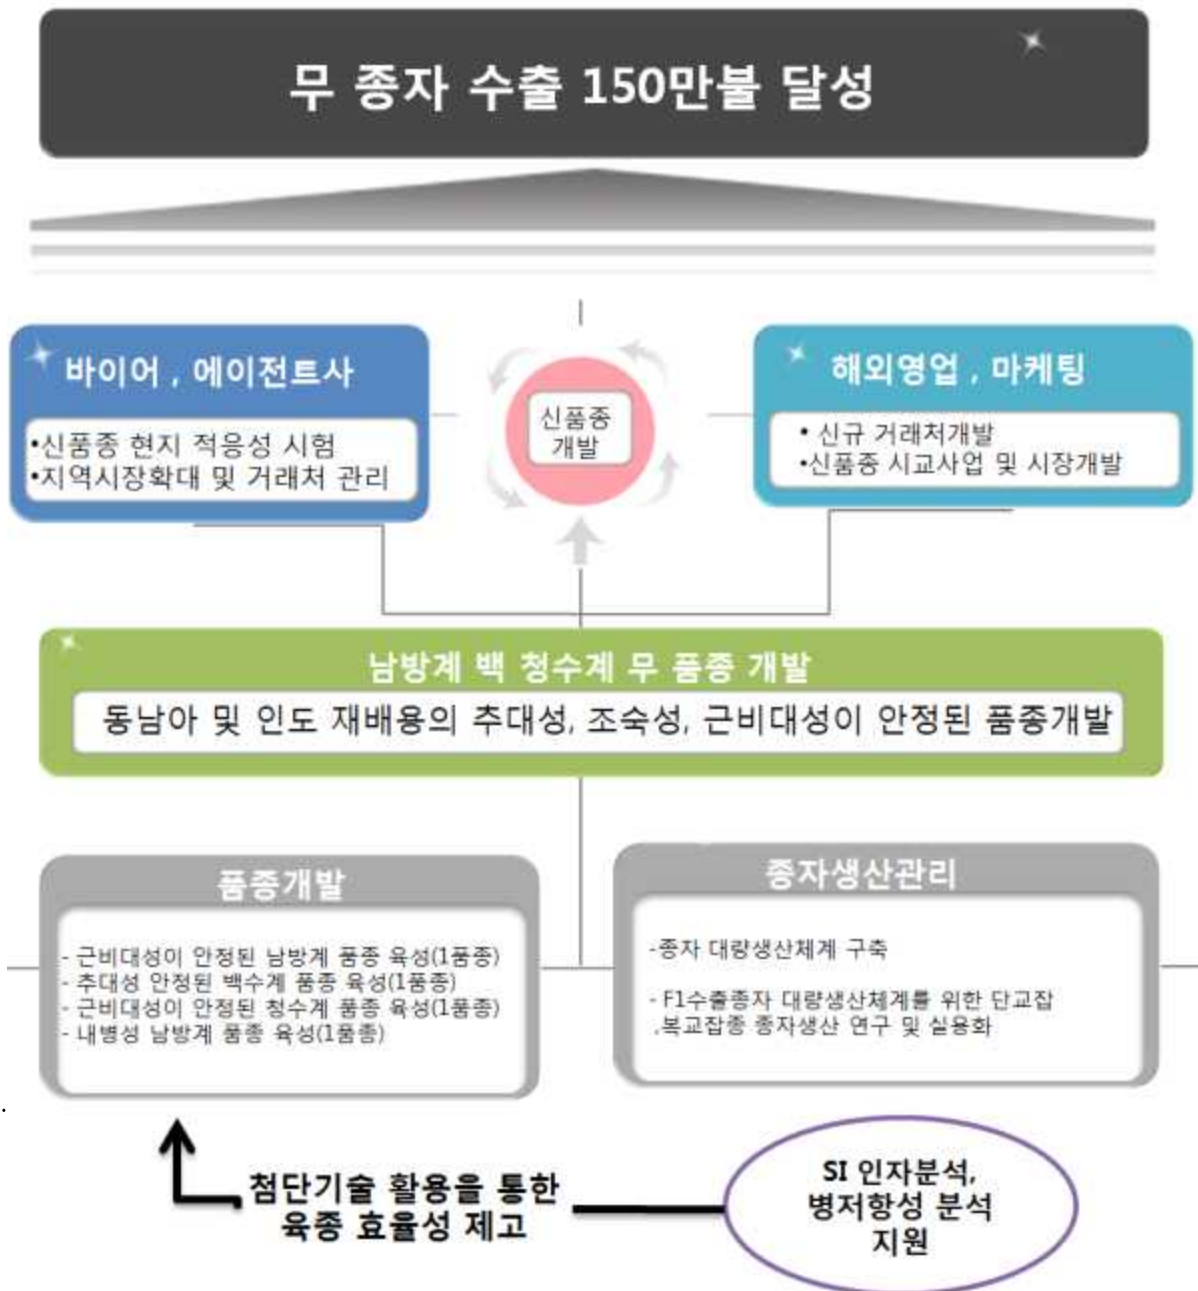 무 종자 수출 150만불 달성
바이어 , 에이전트사
•신품종 현지 적응성 시험
•지역시장확대 및 거래처 관리
신품종
개발
해외영업 , 마케팅
• 신규 거래처개발
•신품종 시교사업 및 시장개발
남방계 백 청수계 무 품종 개발
동남아 및 인도 재배용의 추대성, 조숙성, 근비대성이 안정된 품종개발
품종개발
- 근비대성이 안정된 남방계 품종 육성(1품종)
- 추대성 안정된 백수계 품종 육성(1품종)
- 근비대성이 안정된 청수계 품종 육성(1품종)
- 내병성 남방계 품종 육성(1품종)
종자생산관리
-종자 대량생산체계 구축
- F1수출종자 대량생산체계를 위한 단교잡
,복교잡종 종자생산 연구 및 실용화
.
첨단기술 활용을 통한
육종 효율성 제고
SI 인자분석,
병저항성 분석
지원